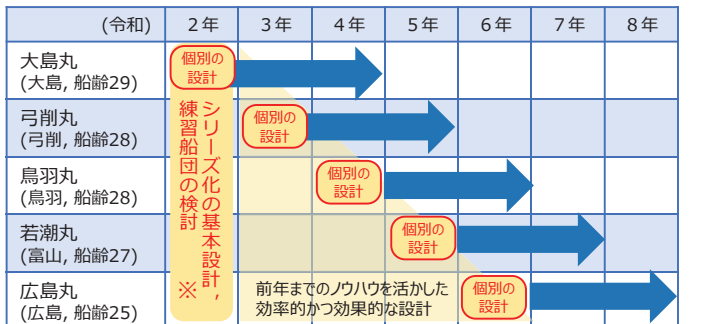 (令和) 2年 3年 4年 5年 6年 7年 8年
大島丸
(大島, 船齢29)
個別の
設計
弓削丸
(弓削, 船齢28)
個別の
設計
鳥羽丸
(鳥羽, 船齢28)
個別の
設計
若潮丸
(富山, 船齢27)
個別の
設計
広島丸
(広島, 船齢25)
個別の
設計
シリーズ化の基本設計,
練習船団の検討 ※
前年までのノウハウを活かした
効率的かつ効果的な設計